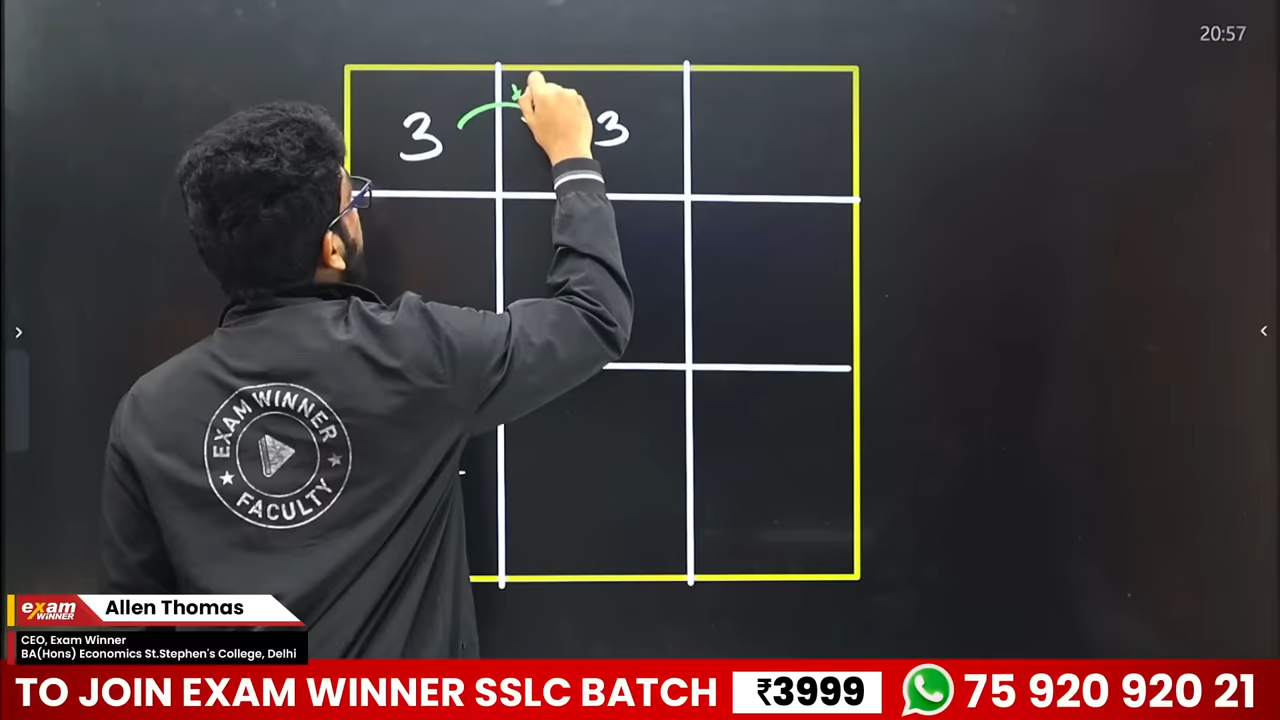 20:57
3
3
EXAM WINNER
FACULTY
exam
WINNER
Allen Thomas
CEO, Exam Winner
BA(Hons) Economics St.Stephen's College, Delhi
TO JOIN EXAM WINNER SSLC BATCH
₹3999
75 920 920 21